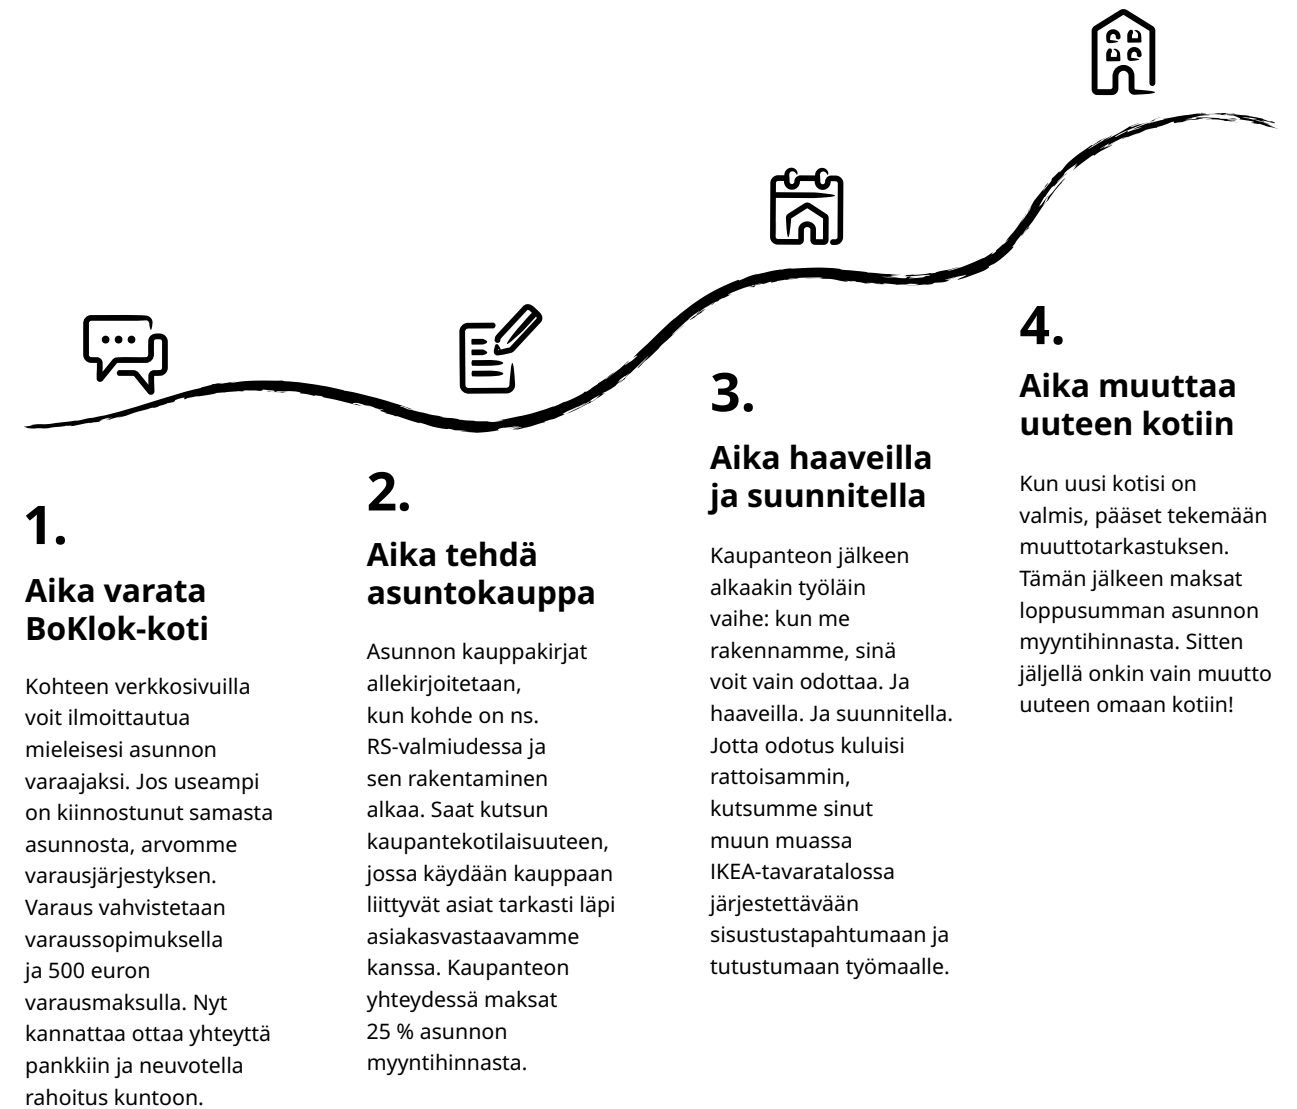 1.
Aika varata
BoKlok-koti
Kohteen verkkosivuilla
voit ilmoittautua
mieleisesi asunnon
varaajaksi. Jos useampi
on kiinnostunut samasta
asunnosta, arvomme
varausjärjestyksen.
Varaus vahvistetaan
varaussopimuksella
ja 500 euron
varausmaksulla. Nyt
kannattaa ottaa yhteyttä
pankkiin ja neuvotella
rahoitus kuntoon.
2.
Aika tehdä
asuntokauppa
Asunnon kauppakirjat
allekirjoitetaan,
kun kohde on ns.
RS-valmiudessa ja
sen rakentaminen
alkaa. Saat kutsun
kaupantekotilaisuuteen,
jossa käydään kauppaan
liittyvät asiat tarkasti läpi
asiakasvastaavamme
kanssa. Kaupanteon
yhteydessä maksat
25 % asunnon
myyntihinnasta.
3.
Aika haaveilla
ja suunnitella
Kaupanteon jälkeen
alkaakin työläin
vaihe: kun me
rakennamme, sinä
voit vain odottaa. Ja
haaveilla. Ja suunnitella.
Jotta odotus kuluisi
rattoisammin,
kutsumme sinut
muun muassa
IKEA-tavaratalossa
järjestettävään
sisustustapahtumaan ja
tutustumaan työmaalle.
4.
Aika muuttaa
uuteen kotiin
Kun uusi kotisi on
valmis, pääset tekemään
muuttotarkastuksen.
Tämän jälkeen maksat
loppusumman asunnon
myyntihinnasta. Sitten
jäljellä onkin vain muutto
uuteen omaan kotiin!